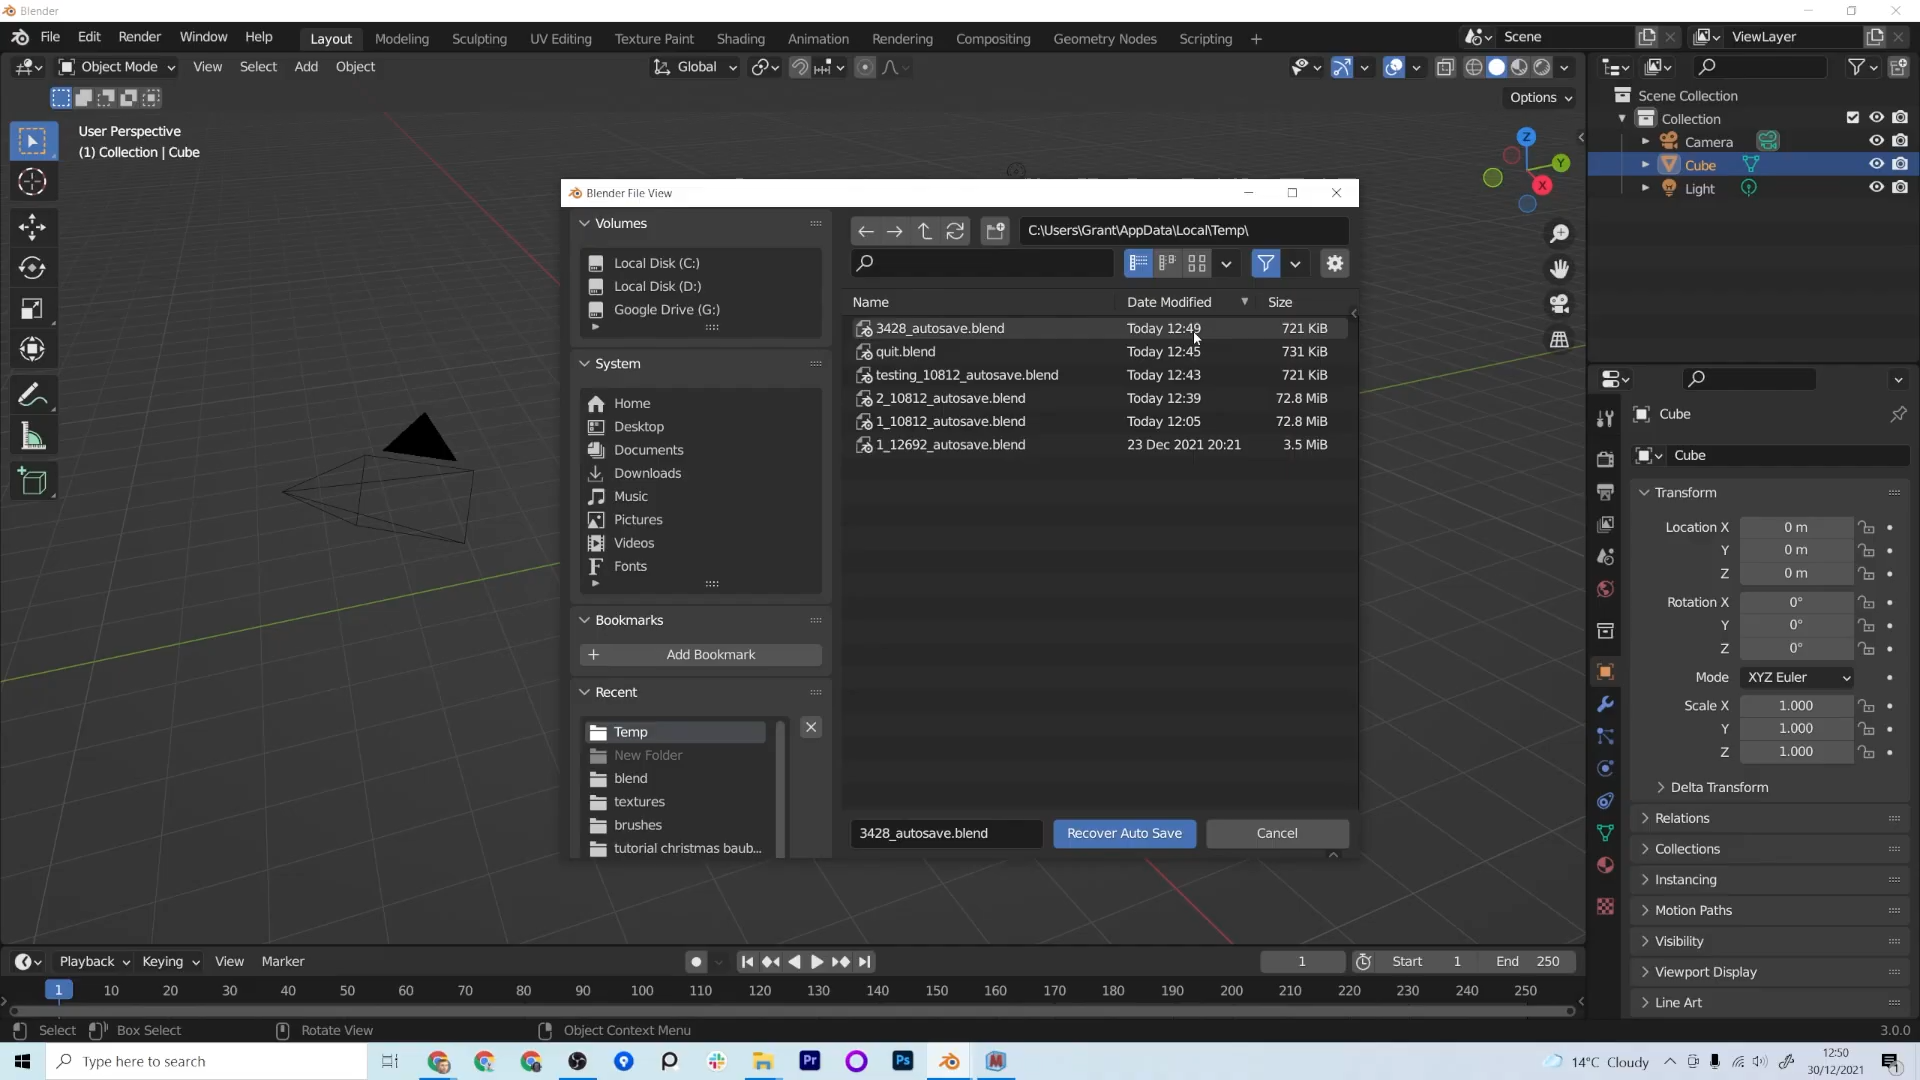 Blender
File Edit Render Window Help Layout Modeling Sculpting UV Editing Texture Paint Shading Animation Rendering Compositing Geometry Nodes Scripting + Scene ViewLayer
Object Mode View Select Add Object Global
Options
User Perspective
(1) Collection | Cube
Z
Y
X
Scene Collection
Collection
Camera
Cube
Light
Blender File View
Volumes
Local Disk (C:)
Local Disk (D:)
Google Drive (G:)
System
Home
Desktop
Documents
Downloads
Music
Pictures
Videos
Fonts
Bookmarks
+ Add Bookmark
Recent
Temp
New Folder
blend
textures
brushes
tutorial christmas baub...
C:\Users\Grant\AppData\Local\Temp\
Name Date Modified Size
3428_autosave.blend Today 12:49 721 KiB
quit.blend Today 12:45 731 KiB
testing_10812_autosave.blend Today 12:43 721 KiB
2_10812_autosave.blend Today 12:39 72.8 MiB
1_10812_autosave.blend Today 12:05 72.8 MiB
1_12692_autosave.blend 23 Dec 2021 20:21 3.5 MiB
3428_autosave.blend Recover Auto Save Cancel
Cube
Cube
Transform
Location X 0 m
Y 0 m
Z 0 m
Rotation X 0°
Y 0°
Z 0°
Mode XYZ Euler
Scale X 1.000
Y 1.000
Z 1.000
Delta Transform
Relations
Collections
Instancing
Motion Paths
Visibility
Viewport Display
Line Art
Playback Keying View Marker 1 Start 1 End 250
1 10 20 30 40 50 60 70 80 90 100 110 120 130 140 150 160 170 180 190 200 210 220 230 240 250
Select Box Select Rotate View Object Context Menu 3.0.0
Type here to search Pr Ps 14°C Cloudy 12:50
30/12/2021